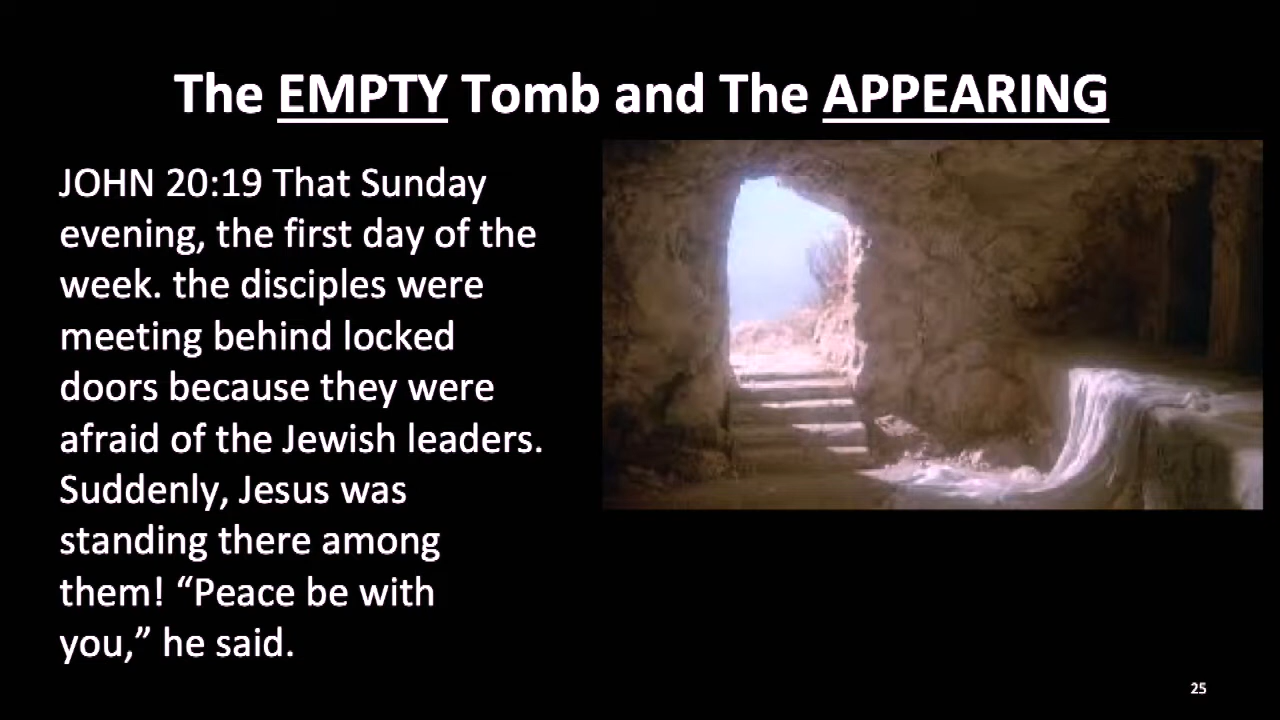 The EMPTY Tomb and The APPEARING
JOHN 20:19 That Sunday
evening, the first day of the
week. the disciples were
meeting behind locked
doors because they were
afraid of the Jewish leaders.
Suddenly, Jesus was
standing there among
them! “Peace be with
you,” he said.
25